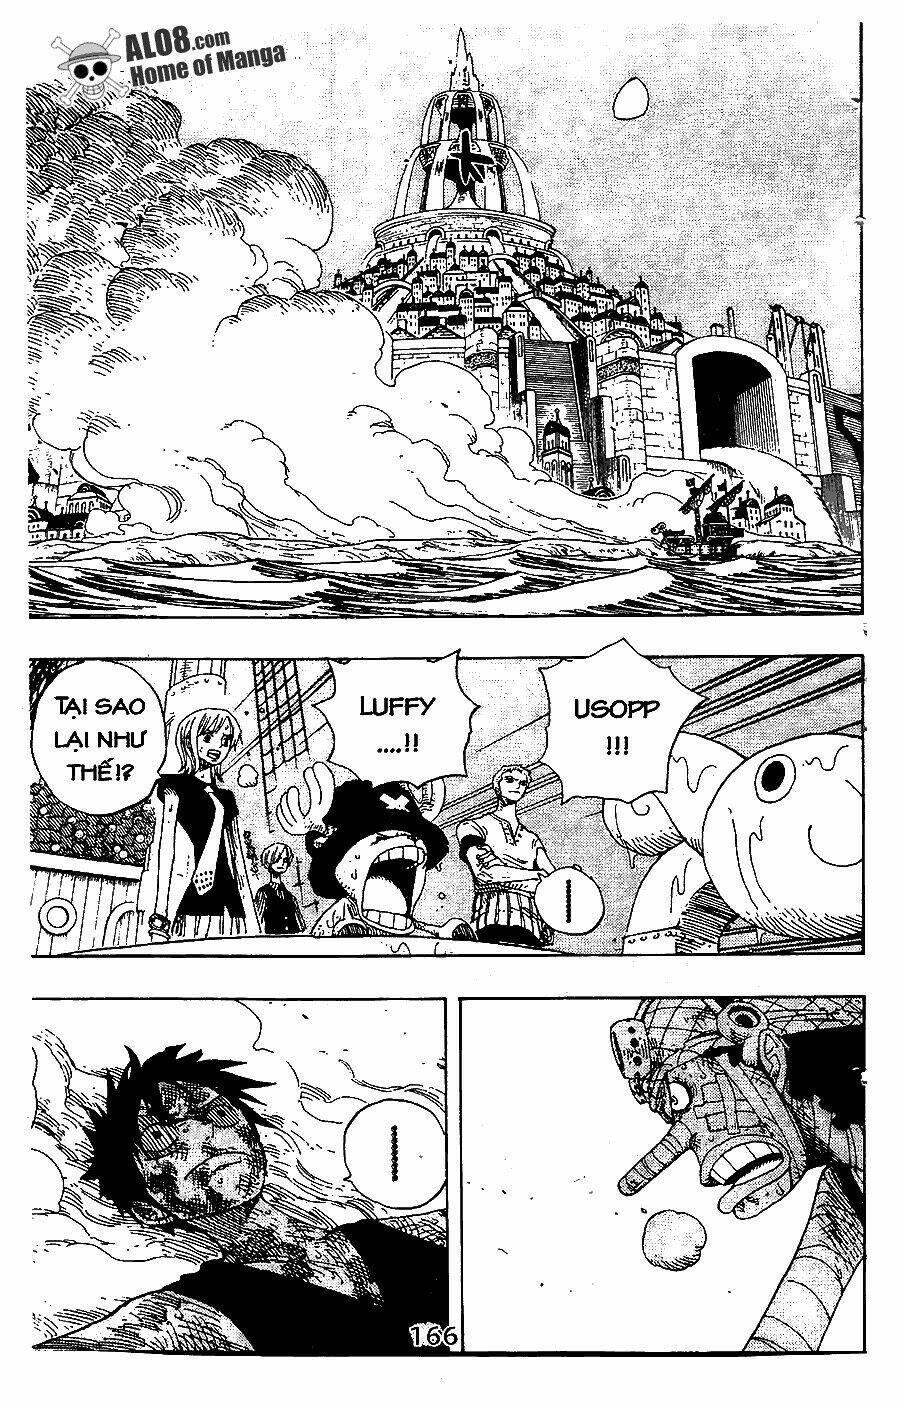 ALO8.com
Home of Manga
USOPP
!!!
LUFFY
....!!
TẠI SAO
LẠI NHƯ
THẾ!?
166